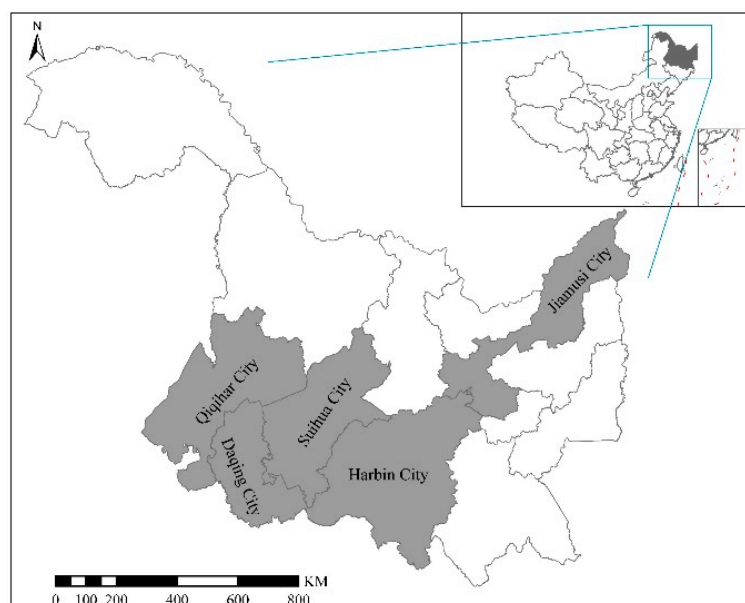 N
Jiamusi City
Qiqihar City
Suihua City
Daqing City
Harbin City
KM
0 100 200 400 600 800